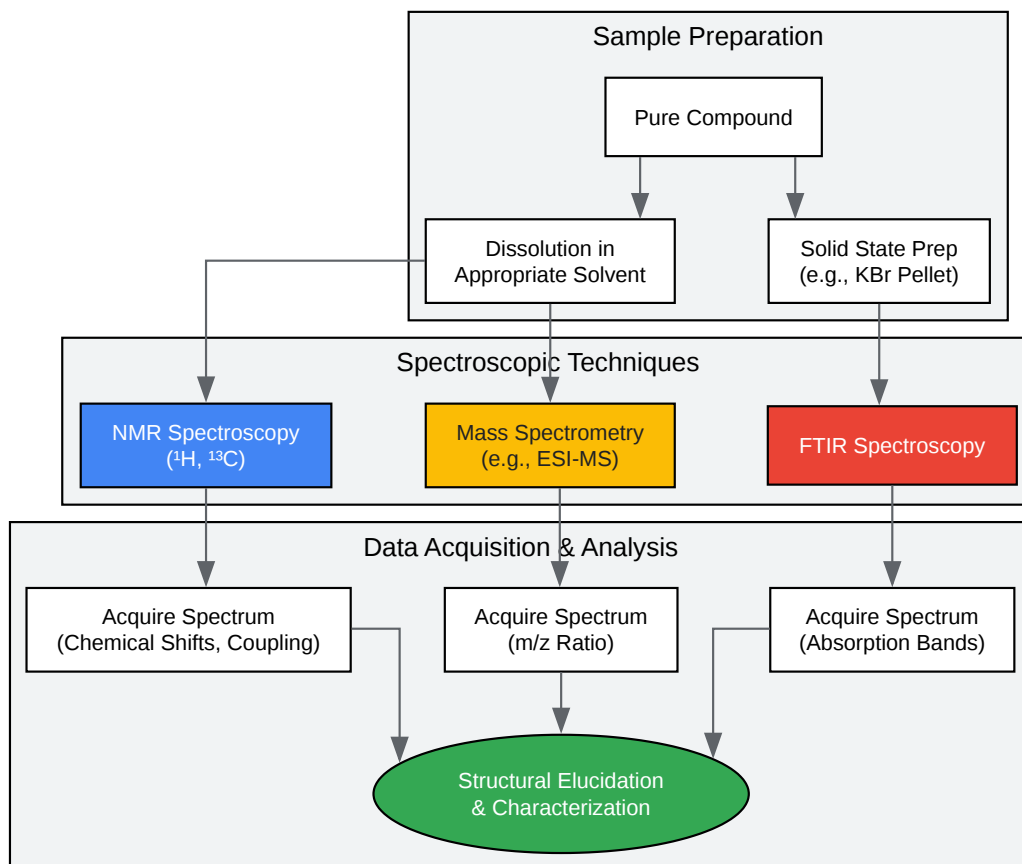 Sample Preparation
Pure Compound
Dissolution in
Appropriate Solvent
Solid State Prep
(e.g., KBr Pellet)
Spectroscopic Techniques
NMR Spectroscopy
(¹H, ¹³C)
Mass Spectrometry
(e.g., ESI-MS)
FTIR Spectroscopy
Data Acquisition & Analysis
Acquire Spectrum
(Chemical Shifts, Coupling)
Acquire Spectrum
(m/z Ratio)
Acquire Spectrum
(Absorption Bands)
Structural Elucidation
& Characterization